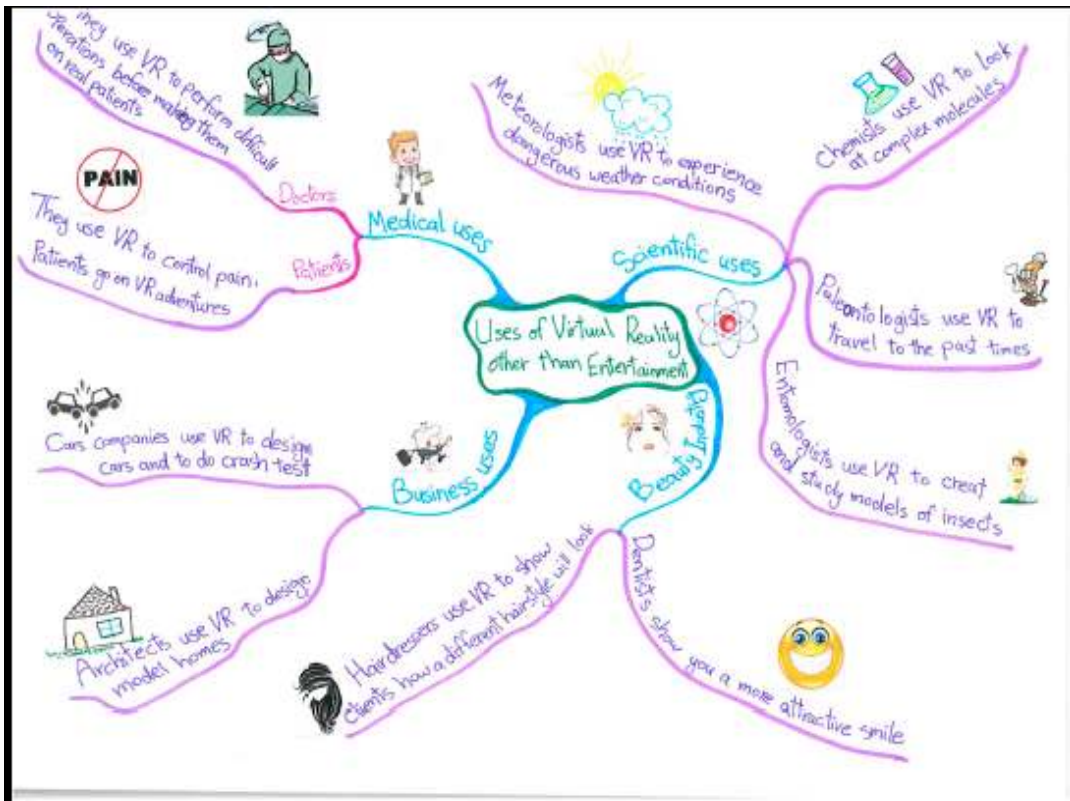 Uses of Virtual Reality
other than Entertainment
Medical uses
Doctors
They use VR to perform difficult
operations before making them
on real patients
Patients
PAIN
They use VR to control pain.
Patients go on VR adventures
Scientific uses
Meteorologists use VR to experience
dangerous weather conditions
Chemists use VR to look
at complex molecules
Paleontologists use VR to
travel to the past times
Entomologists use VR to creat
and study models of insects
Beauty Industry
Dentists show you a more attractive smile
Hairdressers use VR to show
clients how a different hairstyle will look
Business uses
Cars companies use VR to design
cars and to do crash test
Architects use VR to design
model homes